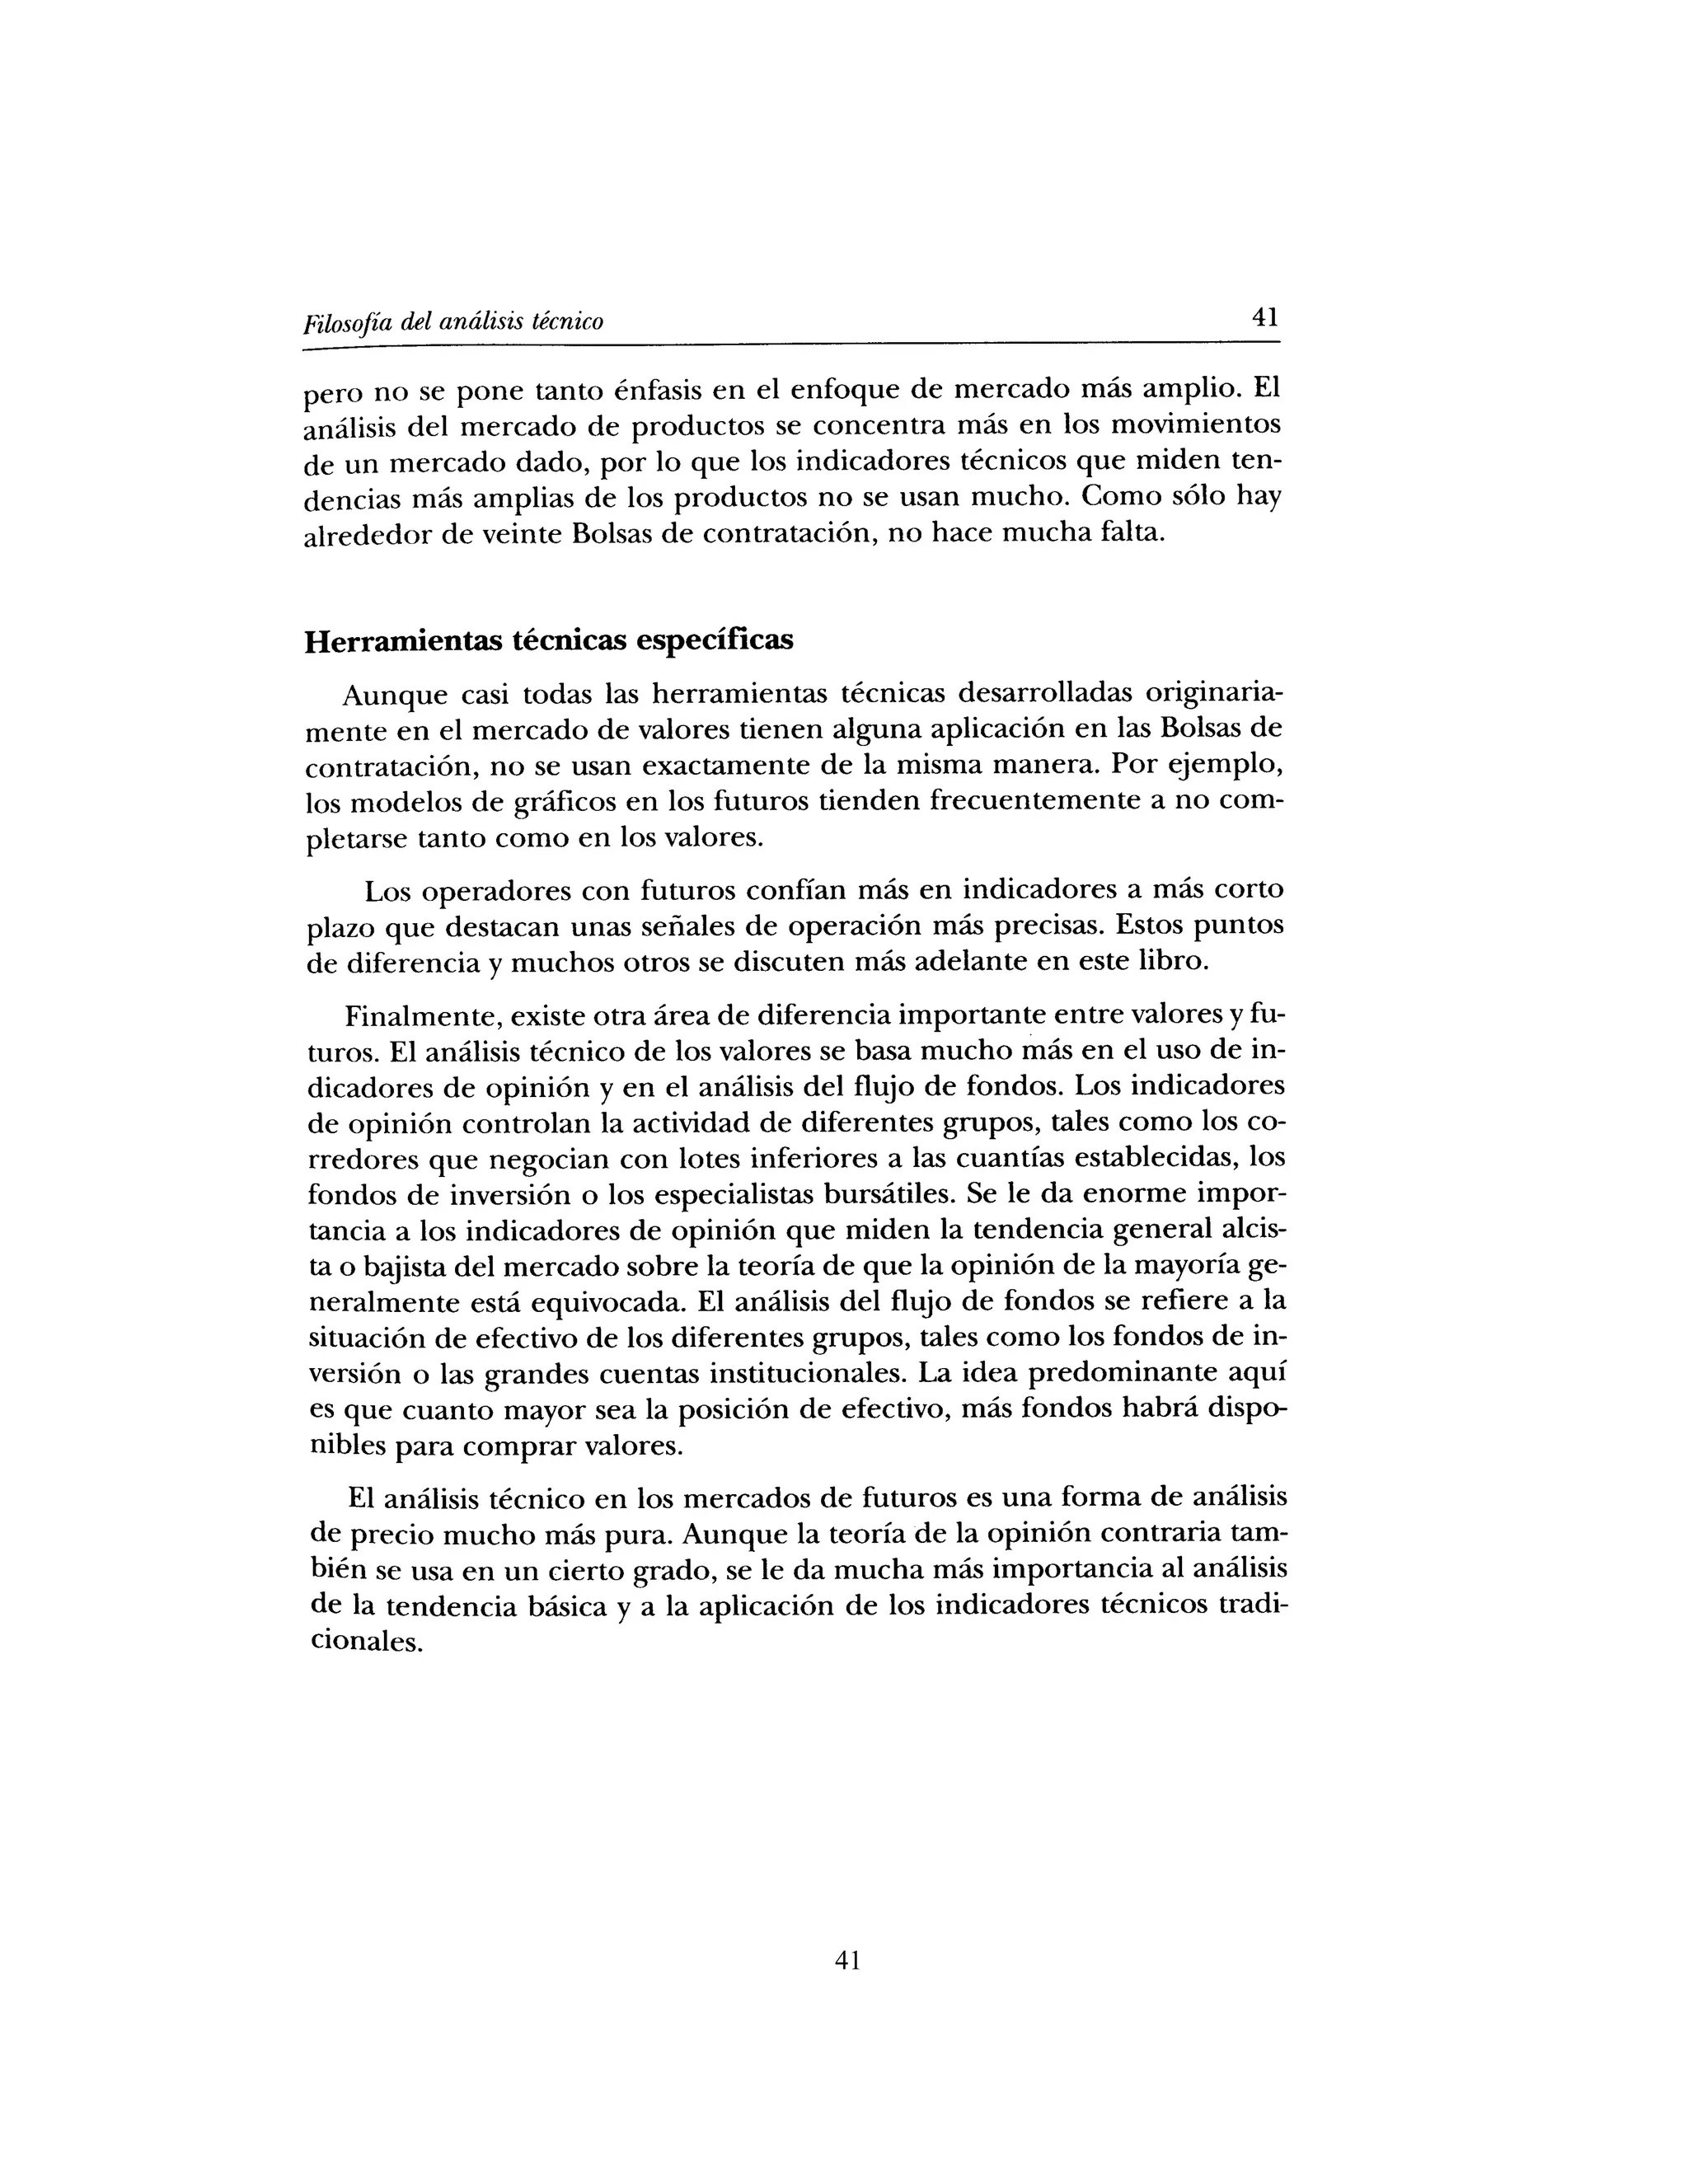 Filosofía del análisis técnico 41
pero no se pone tanto énfasis en el enfoque de mercado más amplio. El
análisis del mercado de productos se concentra más en los movimientos
de un mercado dado, por lo que los indicadores técnicos que miden ten-
dencias más amplias de los productos no se usan mucho. Como sólo hay
alrededor de veinte Bolsas de contratación, no hace mucha falta.
Herramientas técnicas específicas
Aunque casi todas las herramientas técnicas desarrolladas originaria-
mente en el mercado de valores tienen alguna aplicación en las Bolsas de
contratación, no se usan exactamente de la misma manera. Por ejemplo,
los modelos de gráficos en los futuros tienden frecuentemente a no com-
pletarse tanto como en los valores.
Los operadores con futuros confían más en indicadores a más corto
plazo que destacan unas señales de operación más precisas. Estos puntos
de diferencia y muchos otros se discuten más adelante en este libro.
Finalmente, existe otra área de diferencia importante entre valores y fu-
turos. El análisis técnico de los valores se basa mucho más en el uso de in-
dicadores de opinión y en el análisis del flujo de fondos. Los indicadores
de opinión controlan la actividad de diferentes grupos, tales como los co-
rredores que negocian con lotes inferiores a las cuantías establecidas, los
fondos de inversión o los especialistas bursátiles. Se le da enorme impor-
tancia a los indicadores de opinión que miden la tendencia general alcis-
ta o bajista del mercado sobre la teoría de que la opinión de la mayoría ge-
neralmente está equivocada. El análisis del flujo de fondos se refiere a la
situación de efectivo de los diferentes grupos, tales como los fondos de in-
versión o las grandes cuentas institucionales. La idea predominante aquí
es que cuanto mayor sea la posición de efectivo, más fondos habrá dispo-
nibles para comprar valores.
El análisis técnico en los mercados de futuros es una forma de análisis
de precio mucho más pura. Aunque la teoría de la opinión contraria tam-
bién se usa en un cierto grado, se le da mucha más importancia al análisis
de la tendencia básica y a la aplicación de los indicadores técnicos tradi-
cionales.
41